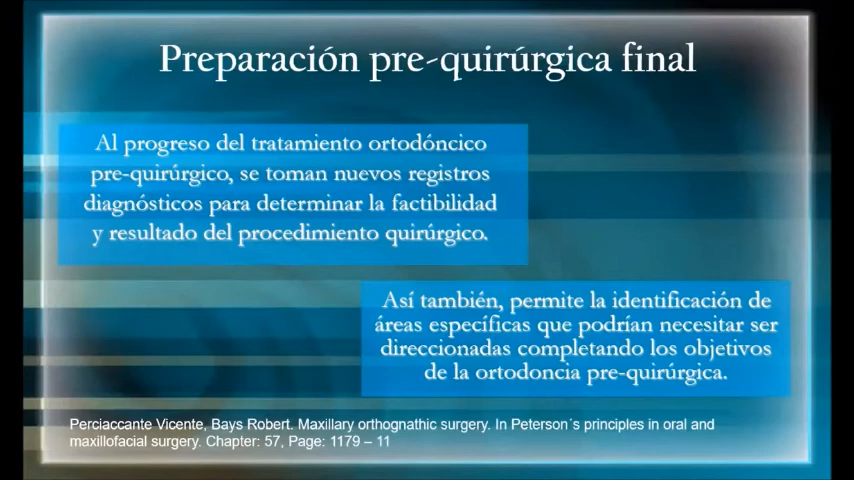 Preparación pre-quirúrgica final
Al progreso del tratamiento ortodóncico
pre-quirúrgico, se toman nuevos registros
diagnósticos para determinar la factibilidad
y resultado del procedimiento quirúrgico.
Así también, permite la identificación de
áreas específicas que podrían necesitar ser
direccionadas completando los objetivos
de la ortodoncia pre-quirúrgica.
Perciaccante Vicente, Bays Robert. Maxillary orthognathic surgery. In Peterson´s principles in oral and
maxillofacial surgery. Chapter: 57, Page: 1179 – 11